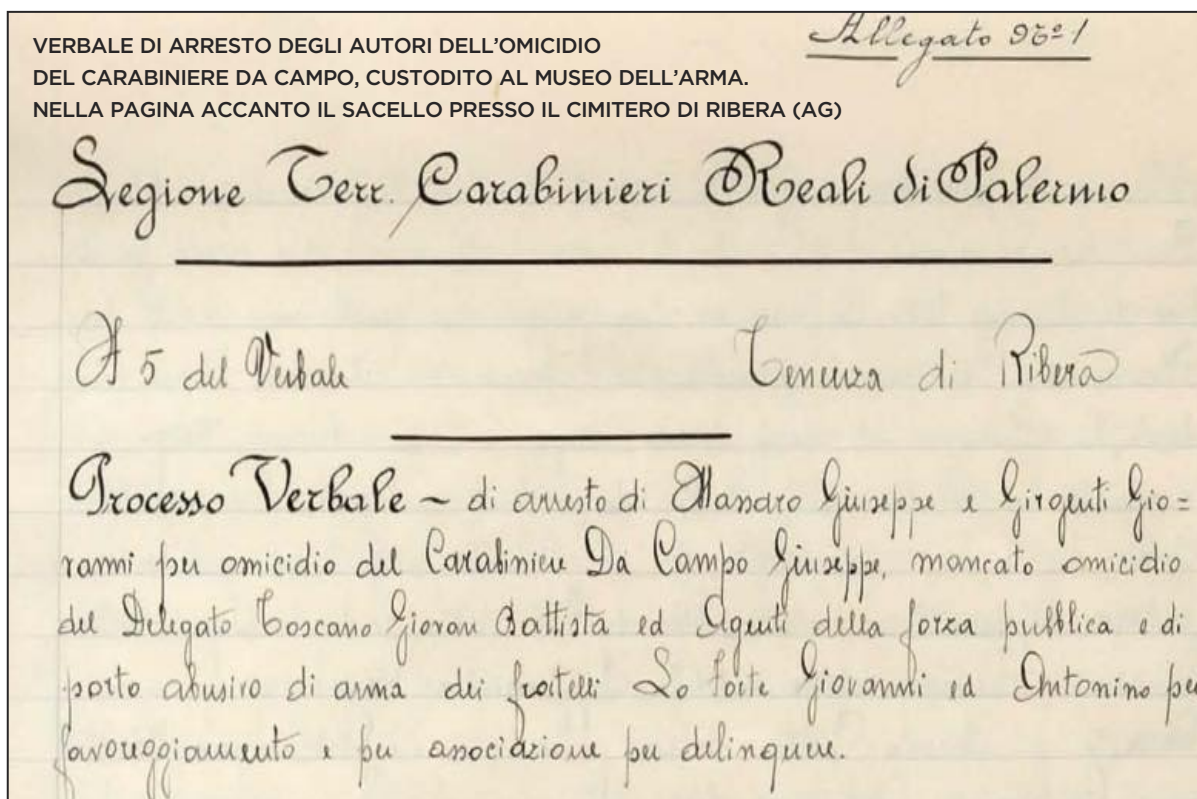 VERBALE DI ARRESTO DEGLI AUTORI DELL'OMICIDIO
DEL CARABINIERE DA CAMPO, CUSTODITO AL MUSEO DELL'ARMA.
NELLA PAGINA ACCANTO IL SACELLO PRESSO IL CIMITERO DI RIBERA (AG)
Allegato Nº 1
Legione Terr. Carabinieri Reali di Palermo
N 5 del Verbale
Tenenza di Ribera
Processo Verbale ~ di arresto di Mandro Giuseppe e Girgenti Gio=
vanni per omicidio del Carabiniere Da Campo Giuseppe, mancato omicidio
del Delegato Toscano Giovan Battista ed Agenti della forza pubblica e di
porto abusivo di arma dei fratelli Lo Forte Giovanni ed Antonino per
favoreggiamento e per associazione per delinquere.